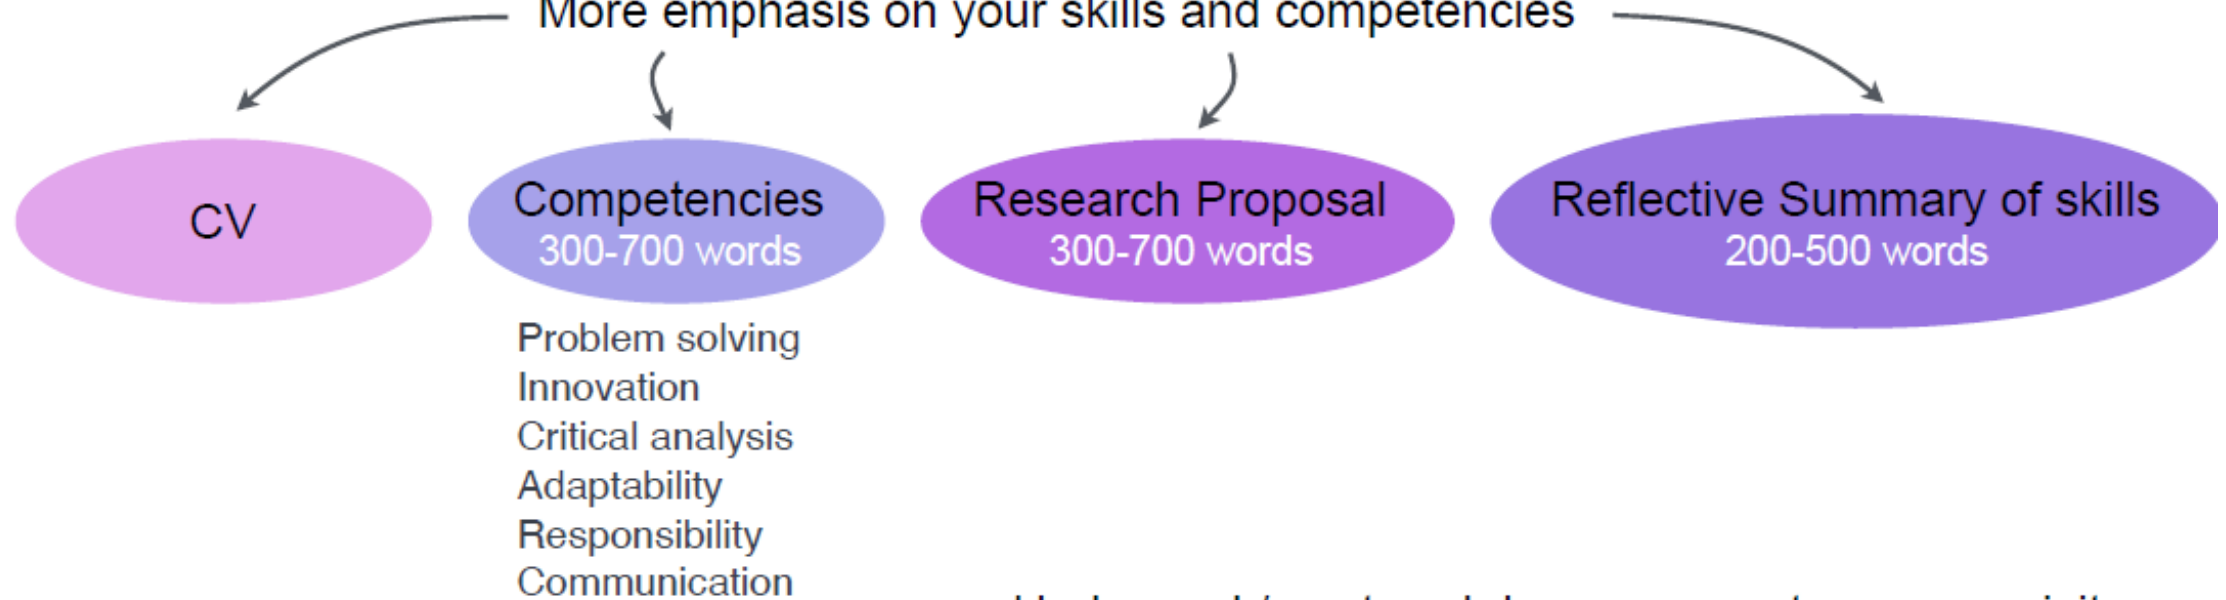 More emphasis on your skills and competencies
CV
Competencies
300-700 words
Research Proposal
300-700 words
Reflective Summary of skills
200-500 words
Problem solving
Innovation
Critical analysis
Adaptability
Responsibility
Communication